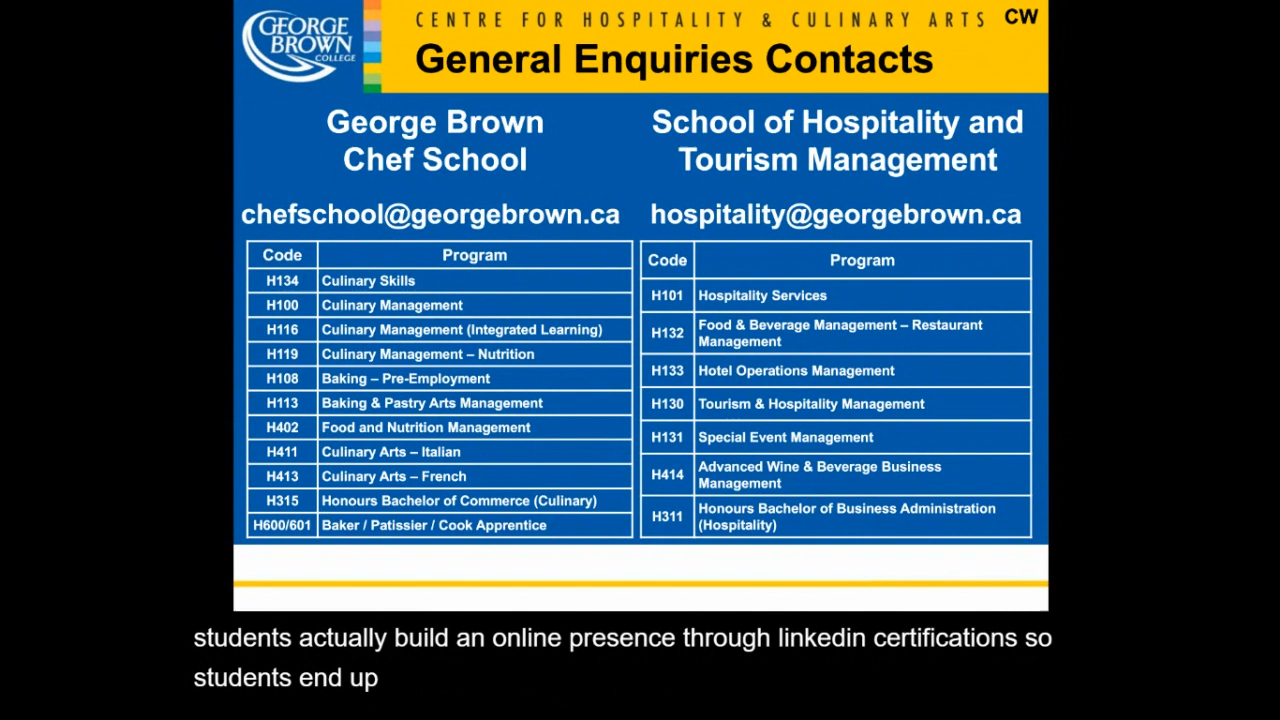 GEORGE
BROWN
COLLEGE
CENTRE FOR HOSPITALITY & CULINARY ARTS
CW
General Enquiries Contacts
George Brown
Chef School
chefschool@georgebrown.ca
Code Program
H134 Culinary Skills
H100 Culinary Management
H116 Culinary Management (Integrated Learning)
H119 Culinary Management – Nutrition
H108 Baking – Pre-Employment
H113 Baking & Pastry Arts Management
H402 Food and Nutrition Management
H411 Culinary Arts – Italian
H413 Culinary Arts – French
H315 Honours Bachelor of Commerce (Culinary)
H600/601 Baker / Patissier / Cook Apprentice
School of Hospitality and
Tourism Management
hospitality@georgebrown.ca
Code Program
H101 Hospitality Services
H132 Food & Beverage Management – Restaurant
Management
H133 Hotel Operations Management
H130 Tourism & Hospitality Management
H131 Special Event Management
H414 Advanced Wine & Beverage Business
Management
H311 Honours Bachelor of Business Administration
(Hospitality)
students actually build an online presence through linkedin certifications so
students end up